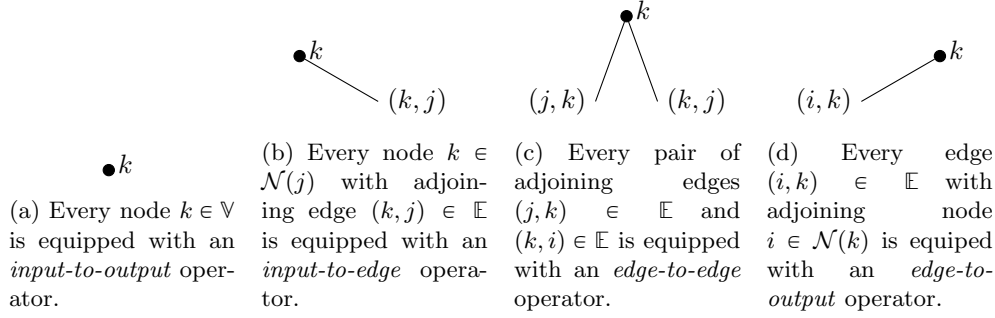 k
(a) Every node k ∈ 𝕍
is equipped with an
input-to-output oper-
ator.
k
(k, j)
(b) Every node k ∈
𝒩(j) with adjoin-
ing edge (k, j) ∈ 𝔼
is equipped with an
input-to-edge opera-
tor.
k
(j, k) (k, j)
(c) Every pair of
adjoining edges
(j, k) ∈ 𝔼 and
(k, i) ∈ 𝔼 is equipped
with an edge-to-edge
operator.
k
(i, k)
(d) Every edge
(i, k) ∈ 𝔼 with
adjoining node
i ∈ 𝒩(k) is equiped
with an edge-to-
output operator.